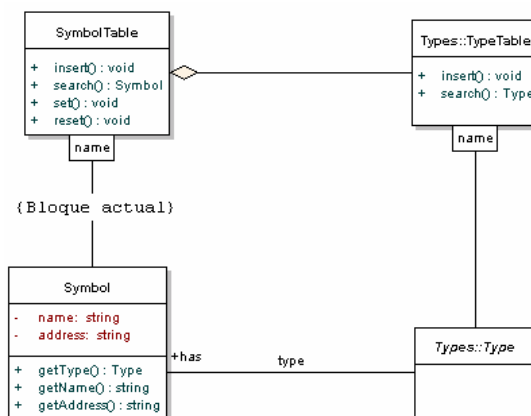 SymbolTable
+ insert() : void
+ search() : Symbol
+ set() : void
+ reset() : void
name
Types::TypeTable
+ insert() : void
+ search() : Type
name
{Bloque actual}
Symbol
- name: string
- address: string
+ getType() : Type
+ getName() : string
+ getAddress() : string
+has
type
Types::Type